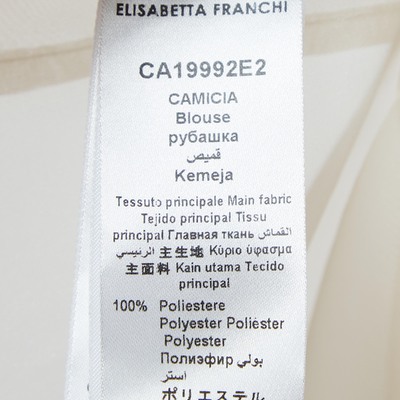 ELISABETTA FRANCHI
CA19992E2
CAMICIA
Blouse
рубашка
قميص
Kemeja
Tessuto principale Main fabric
Tejido principal Tissu
principal Главная ткань القماش
الرئيسي 主生地 Κύριο ύφασμα
主面料 Kain utama Tecido
principal
100% Poliestere
Polyester Poliéster
Polyester
Полиэфир بولي
استر
ポリエステル